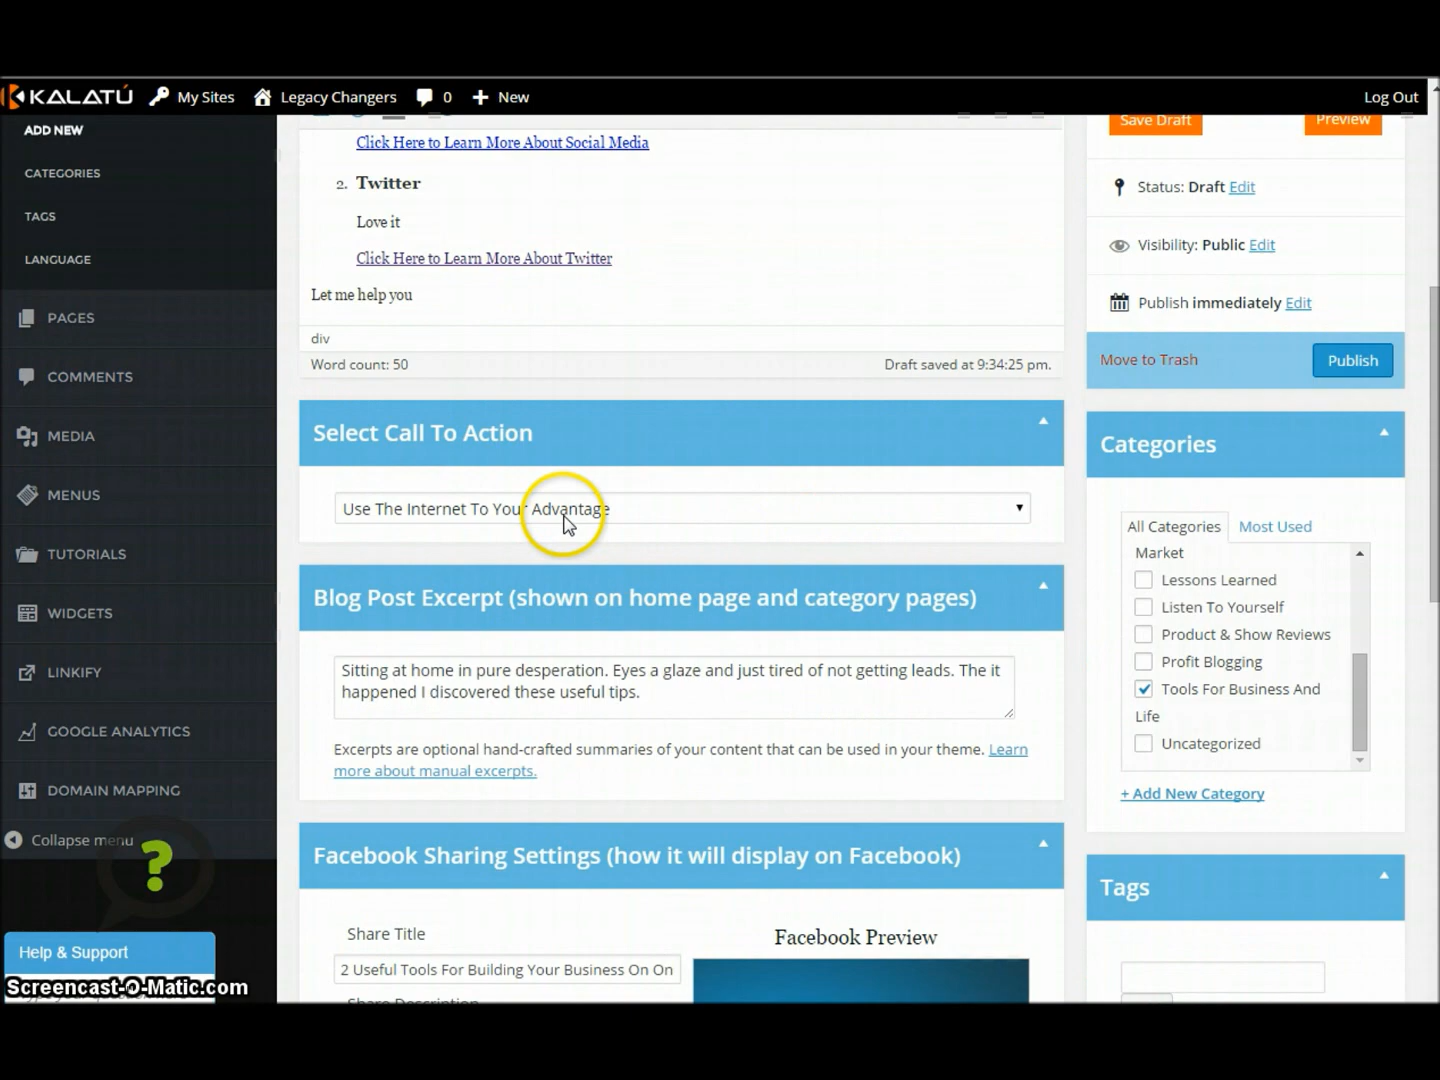 KALATÚ My Sites Legacy Changers 0 New Log Out
ADD NEW
CATEGORIES
TAGS
LANGUAGE
PAGES
COMMENTS
MEDIA
MENUS
TUTORIALS
WIDGETS
LINKIFY
GOOGLE ANALYTICS
DOMAIN MAPPING
Collapse menu
?
Help & Support
Screencast-O-Matic.com
Click Here to Learn More About Social Media
2. Twitter
Love it
Click Here to Learn More About Twitter
Let me help you
div
Word count: 50 Draft saved at 9:34:25 pm.
Select Call To Action
Use The Internet To Your Advantage
Blog Post Excerpt (shown on home page and category pages)
Sitting at home in pure desperation. Eyes a glaze and just tired of not getting leads. The it
happened I discovered these useful tips.
Excerpts are optional hand-crafted summaries of your content that can be used in your theme. Learn
more about manual excerpts.
Facebook Sharing Settings (how it will display on Facebook)
Share Title
2 Useful Tools For Building Your Business On On
Share Description
Facebook Preview
Save Draft Preview
Status: Draft Edit
Visibility: Public Edit
Publish immediately Edit
Move to Trash Publish
Categories
All Categories Most Used
Market
Lessons Learned
Listen To Yourself
Product & Show Reviews
Profit Blogging
Tools For Business And
Life
Uncategorized
+ Add New Category
Tags